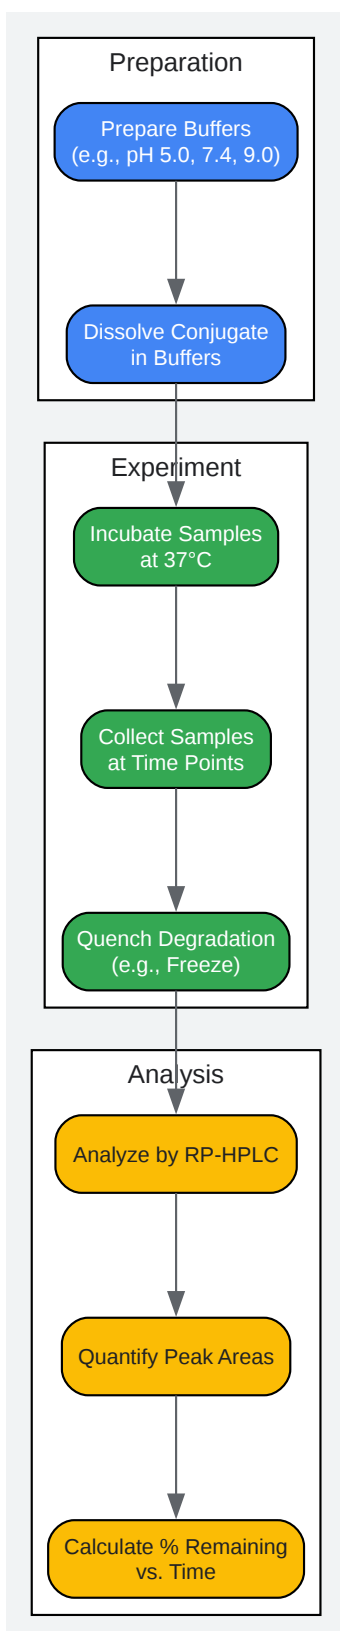 Preparation
Prepare Buffers
(e.g., pH 5.0, 7.4, 9.0)
Dissolve Conjugate
in Buffers
Experiment
Incubate Samples
at 37°C
Collect Samples
at Time Points
Quench Degradation
(e.g., Freeze)
Analysis
Analyze by RP-HPLC
Quantify Peak Areas
Calculate % Remaining
vs. Time